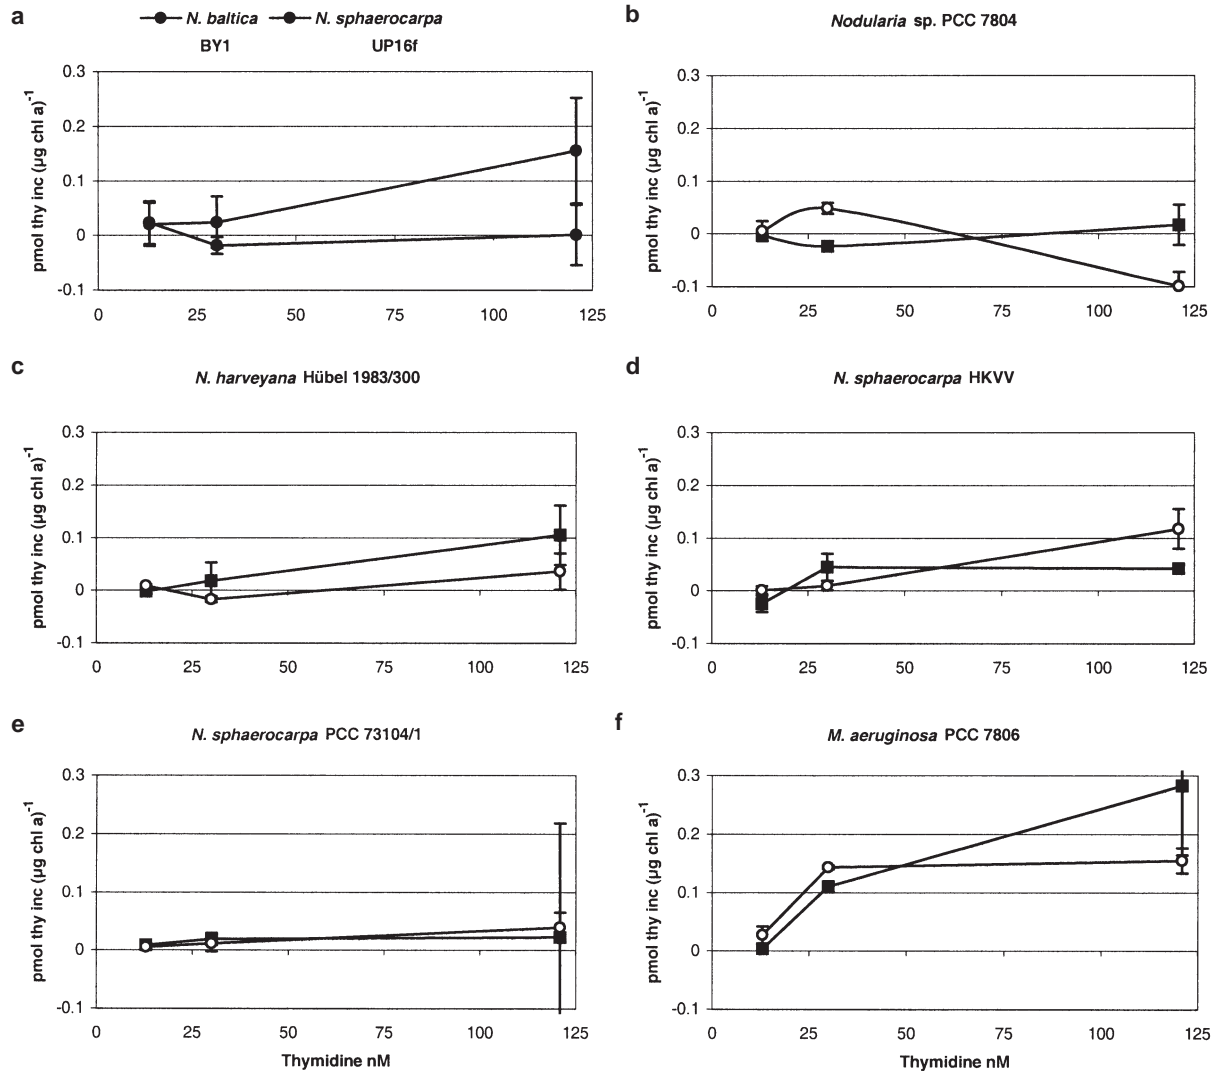 a
N. baltica N. sphaerocarpa
BY1 UP16f
0.3
0.2
0.1
0
-0.1
0 25 50 75 100 125
pmol thy inc (µg chl a)-1
b
Nodularia sp. PCC 7804
0.3
0.2
0.1
0
-0.1
0 25 50 75 100 125
pmol thy inc (µg chl a)-1
c
N. harveyana Hübel 1983/300
0.3
0.2
0.1
0
-0.1
0 25 50 75 100 125
pmol thy inc (µg chl a)-1
d
N. sphaerocarpa HKVV
0.3
0.2
0.1
0
-0.1
0 25 50 75 100 125
pmol thy inc (µg chl a)-1
e
N. sphaerocarpa PCC 73104/1
0.3
0.2
0.1
0
-0.1
0 25 50 75 100 125
pmol thy inc (µg chl a)-1
Thymidine nM
f
M. aeruginosa PCC 7806
0.3
0.2
0.1
0
-0.1
0 25 50 75 100 125
pmol thy inc (µg chl a)-1
Thymidine nM